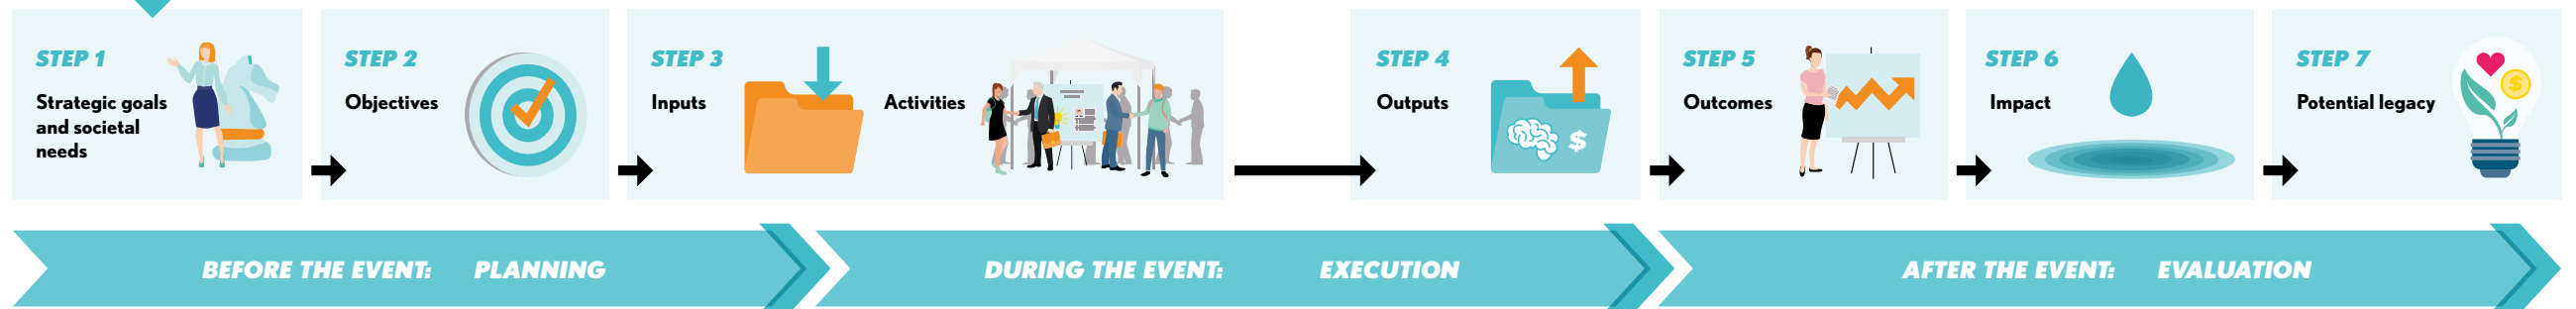 STEP 1
Strategic goals
and societal
needs
STEP 2
Objectives
STEP 3
Inputs
Activities
STEP 4
Outputs
$
STEP 5
Outcomes
STEP 6
Impact
STEP 7
Potential legacy
$
BEFORE THE EVENT: PLANNING
DURING THE EVENT: EXECUTION
AFTER THE EVENT: EVALUATION